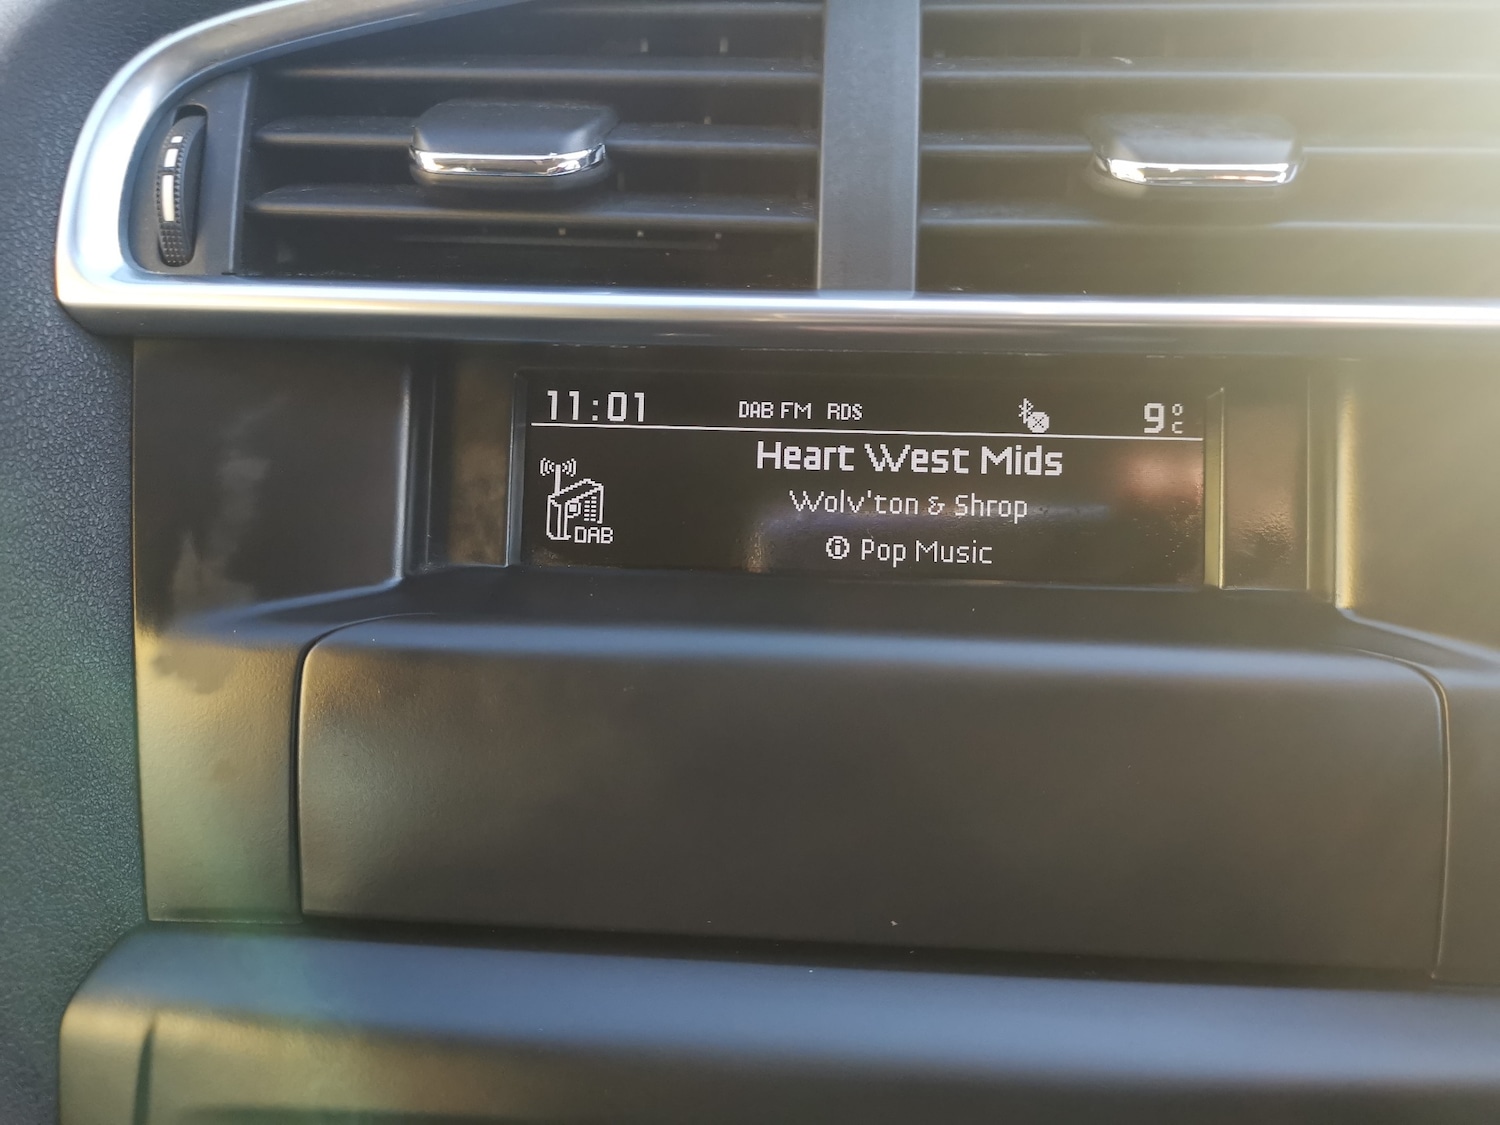 11:01 DAB FM RDS 9°C
Heart West Mids
DAB
Wolv'ton & Shrop
Pop Music